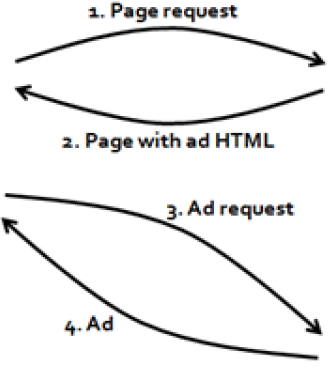 1. Page request
2. Page with ad HTML
3. Ad request
4. Ad